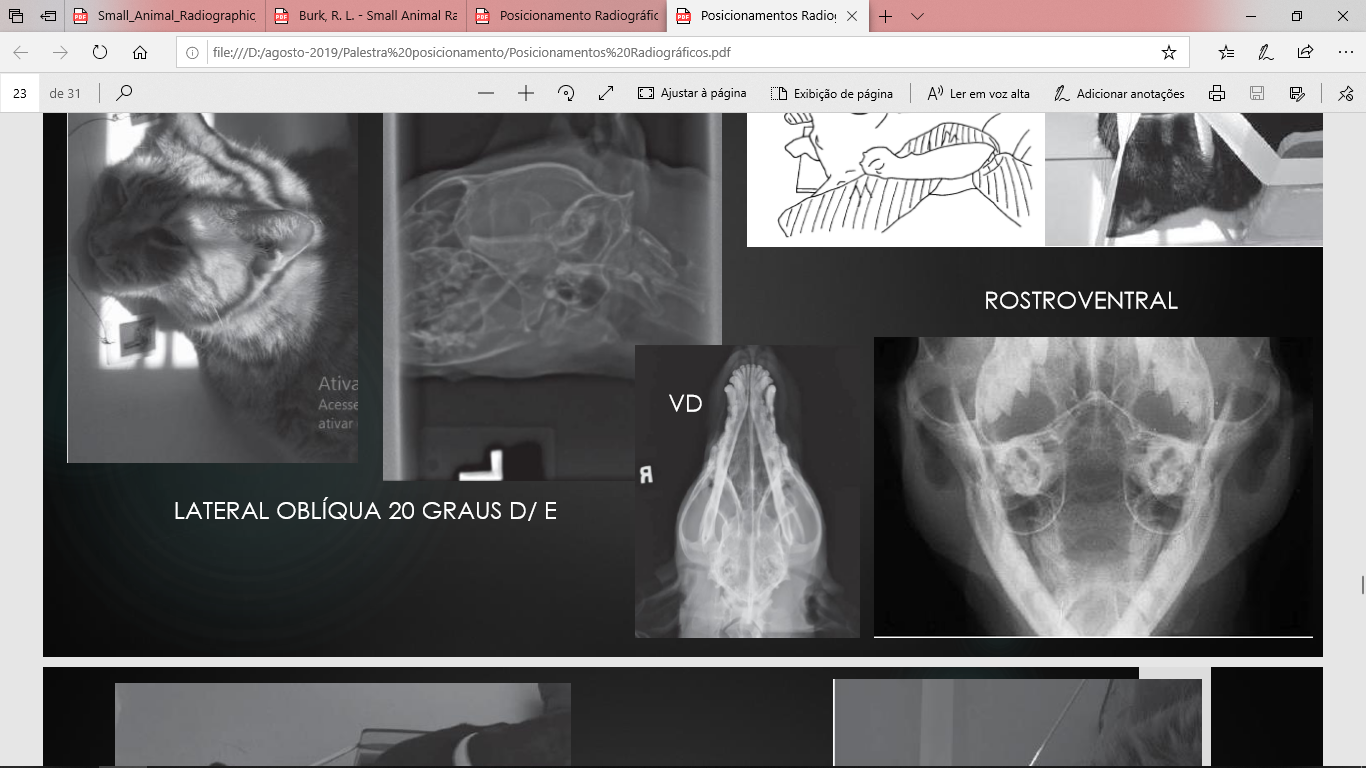 Small_Animal_Radiographic
Burk, R. L. - Small Animal Ra
Posicionamento Radiográfic
Posicionamentos Radiog
file:///D:/agosto-2019/Palestra%20posicionamento/Posicionamentos%20Radiográficos.pdf
23 de 31
Ajustar à página
Exibição de página
Ler em voz alta
Adicionar anotações
ROSTROVENTRAL
Ativa
Acesse
ativar
VD
R
L
LATERAL OBLÍQUA 20 GRAUS D/ E